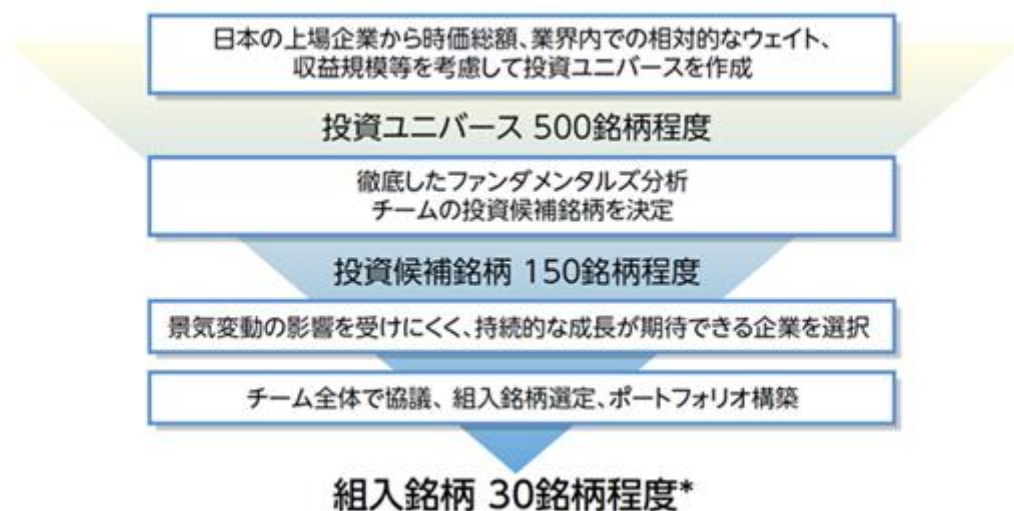 日本の上場企業から時価総額、業界内での相対的なウェイト、
収益規模等を考慮して投資ユニバースを作成
投資ユニバース 500銘柄程度
徹底したファンダメンタルズ分析
チームの投資候補銘柄を決定
投資候補銘柄 150銘柄程度
景気変動の影響を受けにくく、持続的な成長が期待できる企業を選択
チーム全体で協議、組入銘柄選定、ポートフォリオ構築
組入銘柄 30銘柄程度*